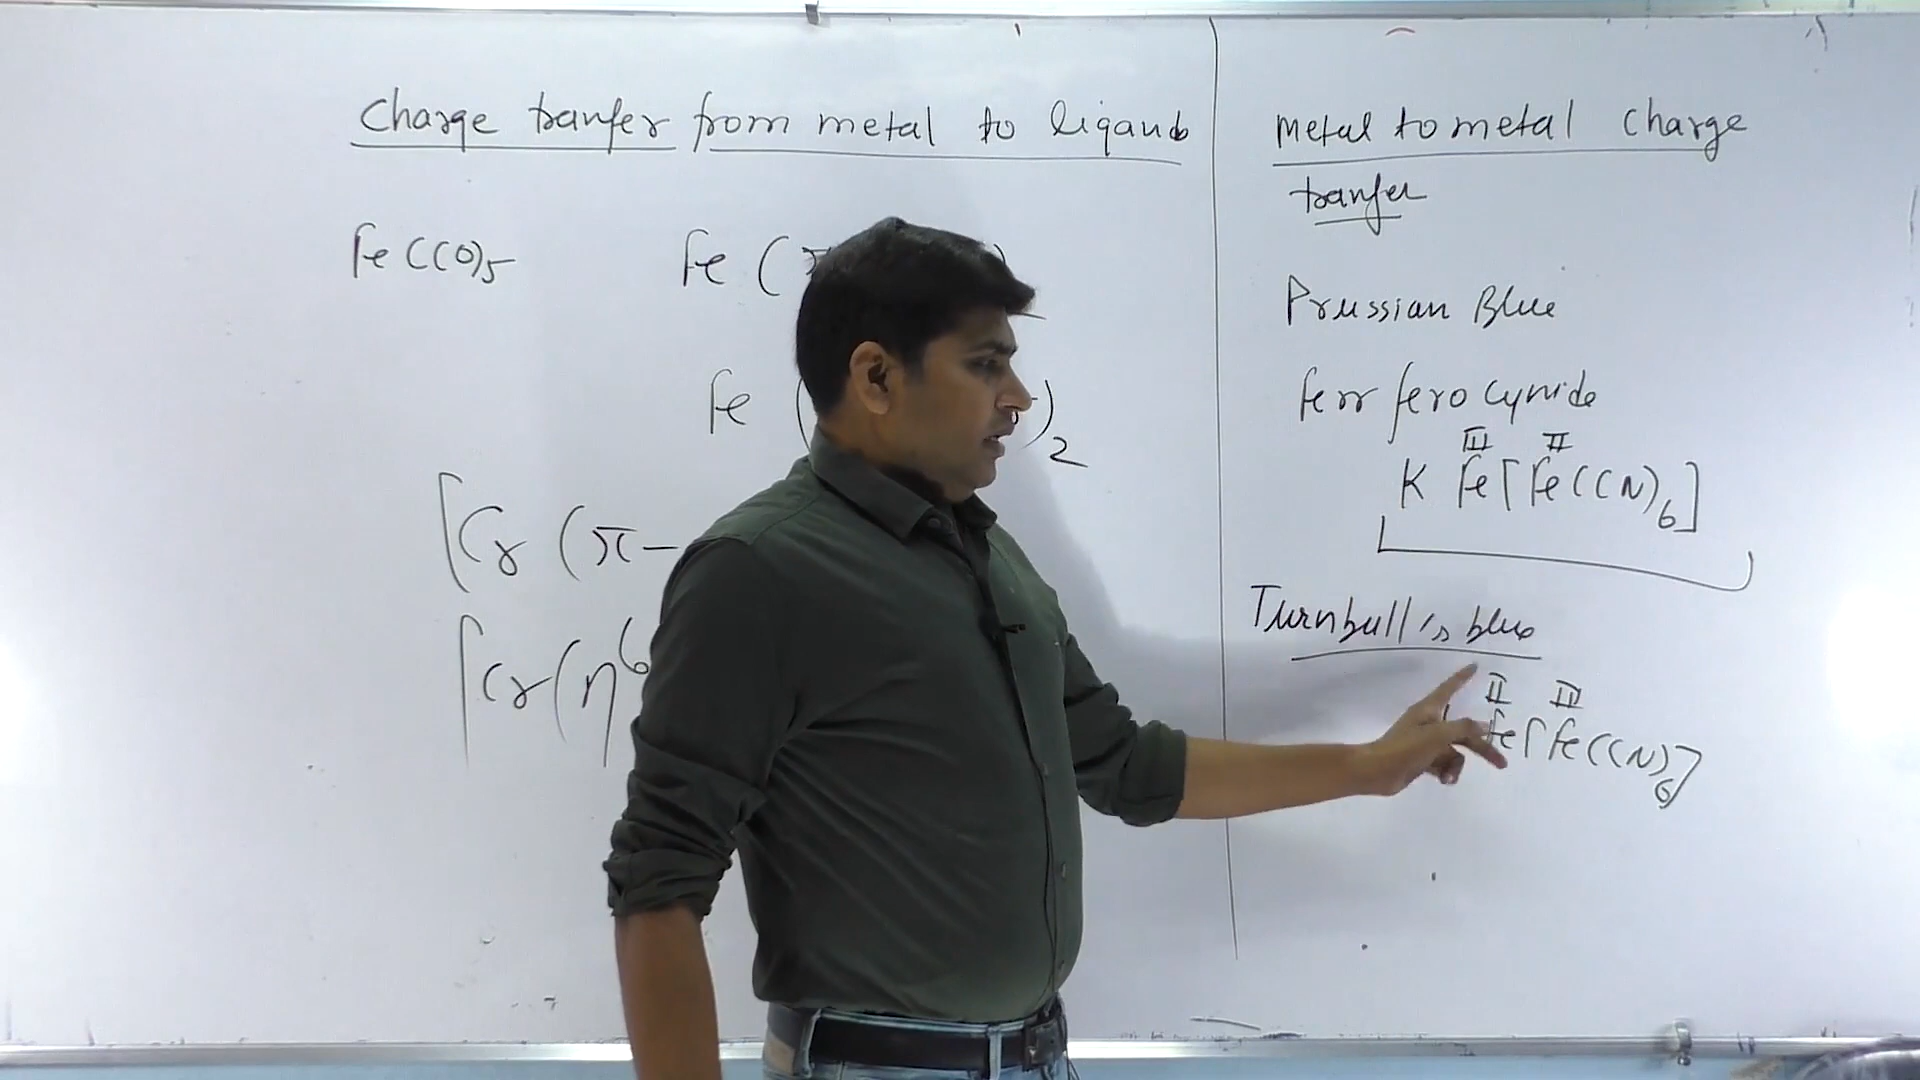 Charge tranfer from metal to ligand
Fe(CO)5
Fe (
Fe ( )2
[Cr (π-
[Cr(η6
Metal to metal charge
tranfer
Prussian Blue
ferr fero cynide
III II
K Fe[Fe(CN)6]
Turnbull's blue
II III
Fe[Fe(CN)6]